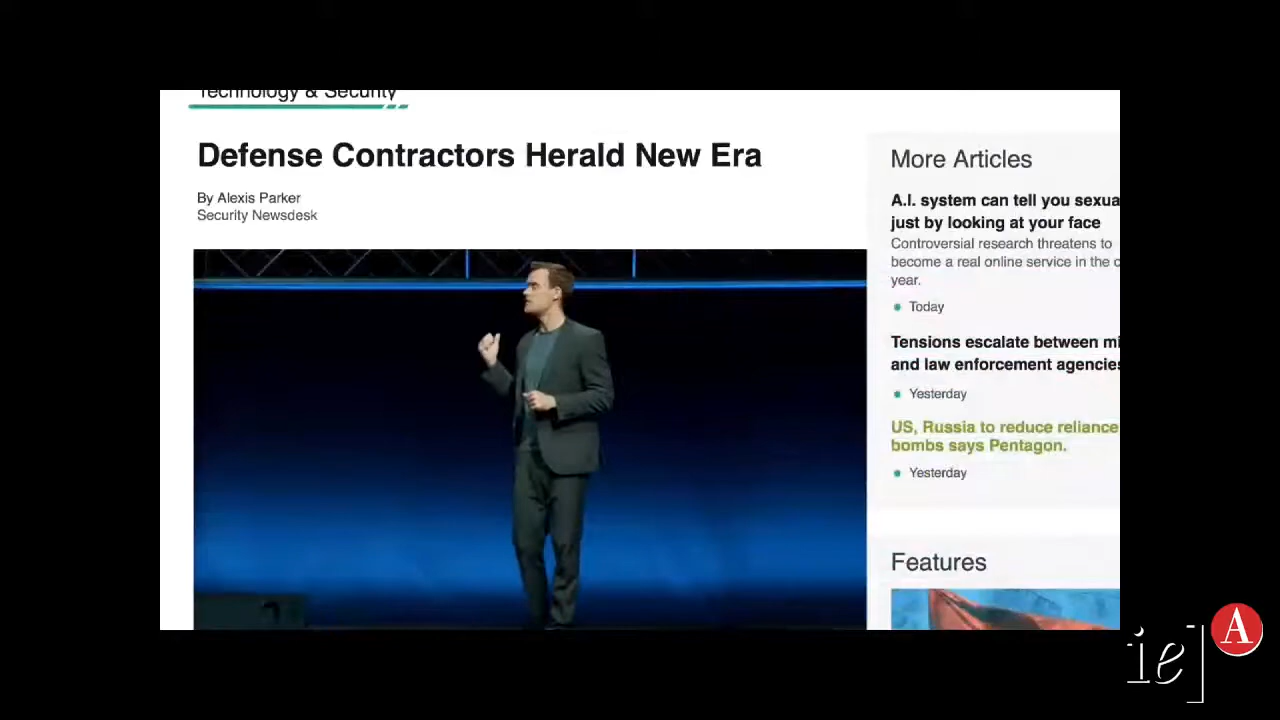 Technology & Security
Defense Contractors Herald New Era
By Alexis Parker
Security Newsdesk
More Articles
A.I. system can tell you sexua
just by looking at your face
Controversial research threatens to
become a real online service in the c
year.
Today
Tensions escalate between mi
and law enforcement agencies
Yesterday
US, Russia to reduce reliance
bombs says Pentagon.
Yesterday
Features
ie]
A